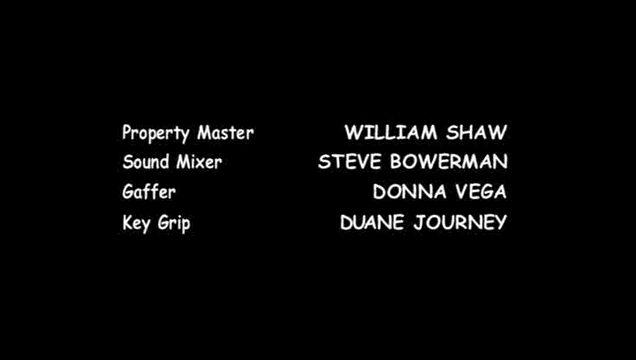 Property Master WILLIAM SHAW
Sound Mixer STEVE BOWERMAN
Gaffer DONNA VEGA
Key Grip DUANE JOURNEY